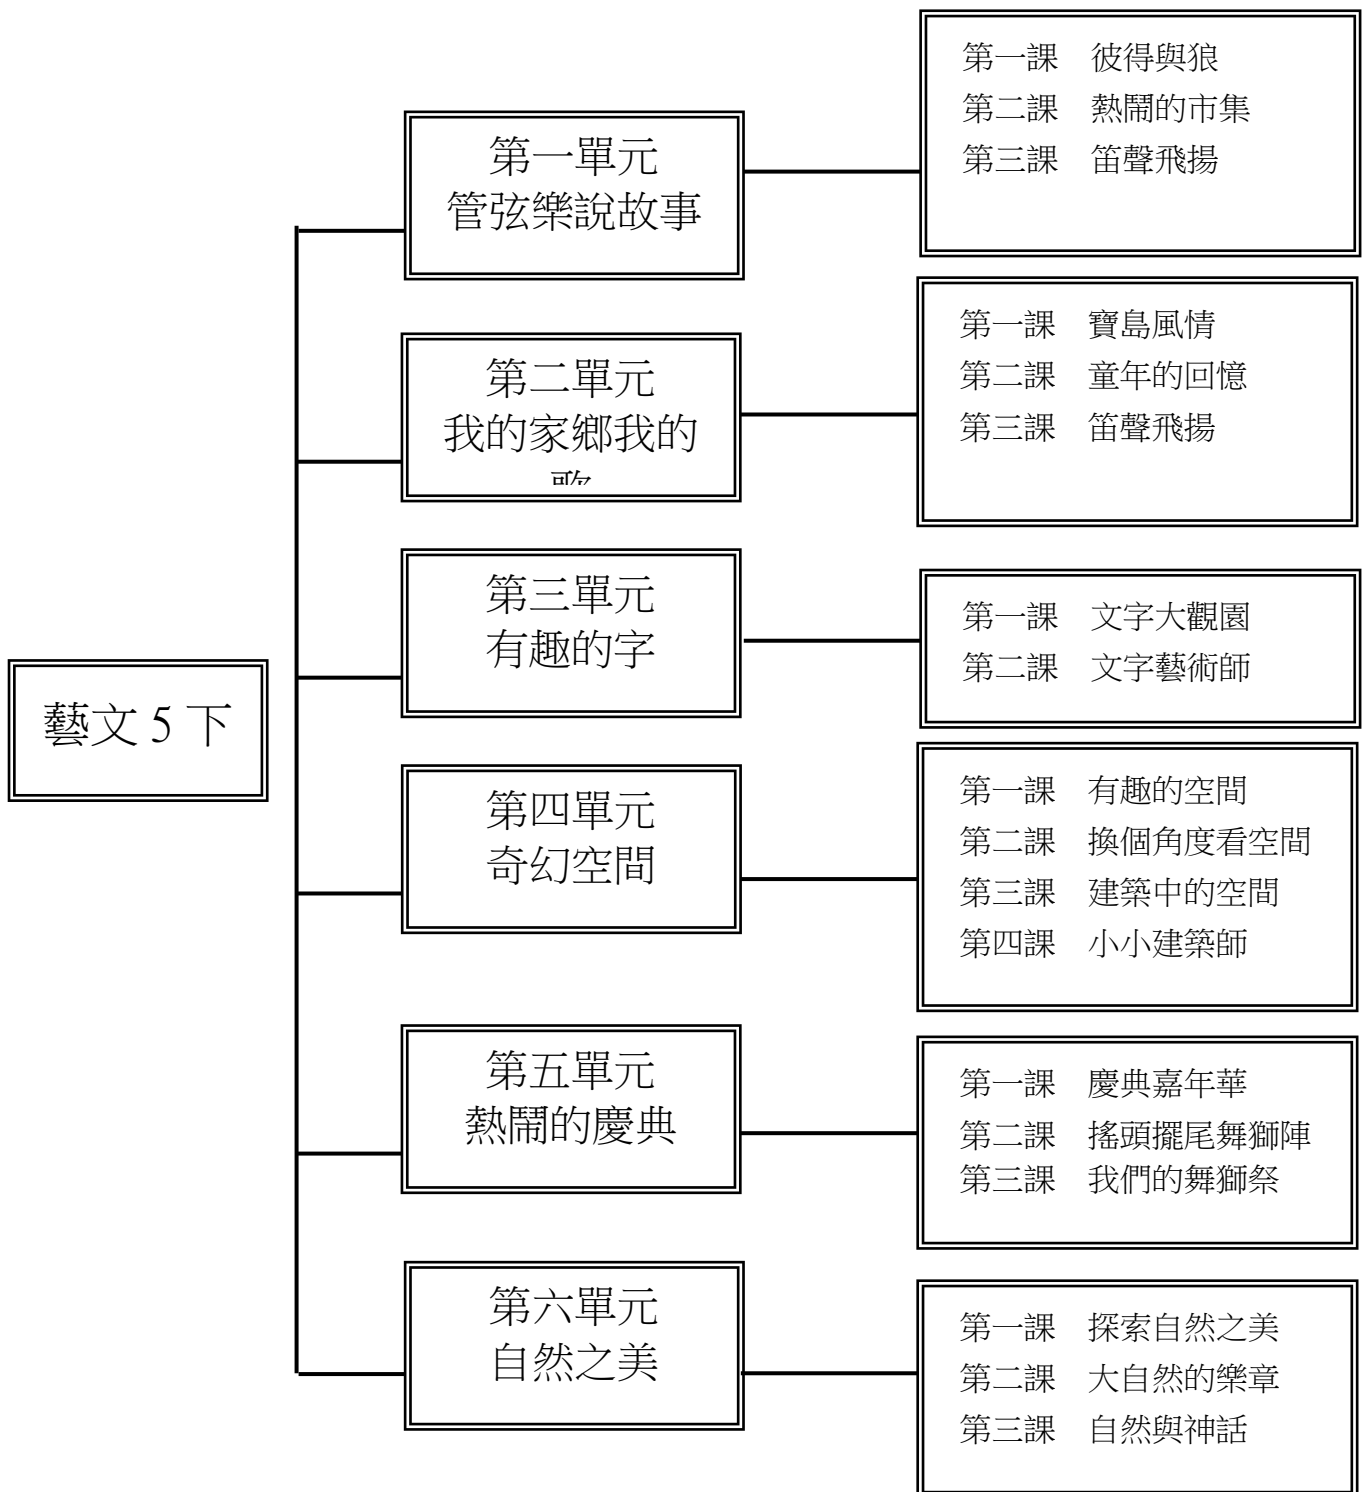 藝文 5 下
第一單元
管弦樂說故事
第一課　彼得與狼
第二課　熱鬧的市集
第三課　笛聲飛揚
第二單元
我的家鄉我的
歌
第一課　寶島風情
第二課　童年的回憶
第三課　笛聲飛揚
第三單元
有趣的字
第一課　文字大觀園
第二課　文字藝術師
第四單元
奇幻空間
第一課　有趣的空間
第二課　換個角度看空間
第三課　建築中的空間
第四課　小小建築師
第五單元
熱鬧的慶典
第一課　慶典嘉年華
第二課　搖頭擺尾舞獅陣
第三課　我們的舞獅祭
第六單元
自然之美
第一課　探索自然之美
第二課　大自然的樂章
第三課　自然與神話